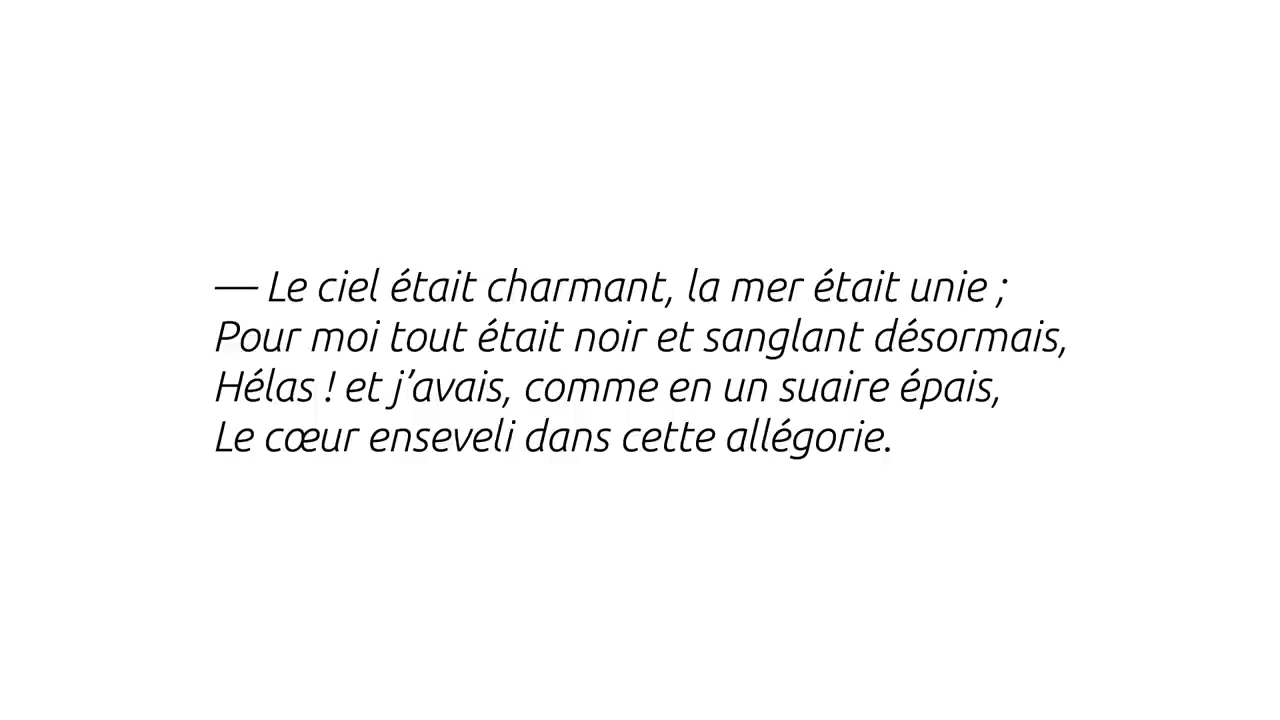 — Le ciel était charmant, la mer était unie ;
Pour moi tout était noir et sanglant désormais,
Hélas ! et j’avais, comme en un suaire épais,
Le cœur enseveli dans cette allégorie.